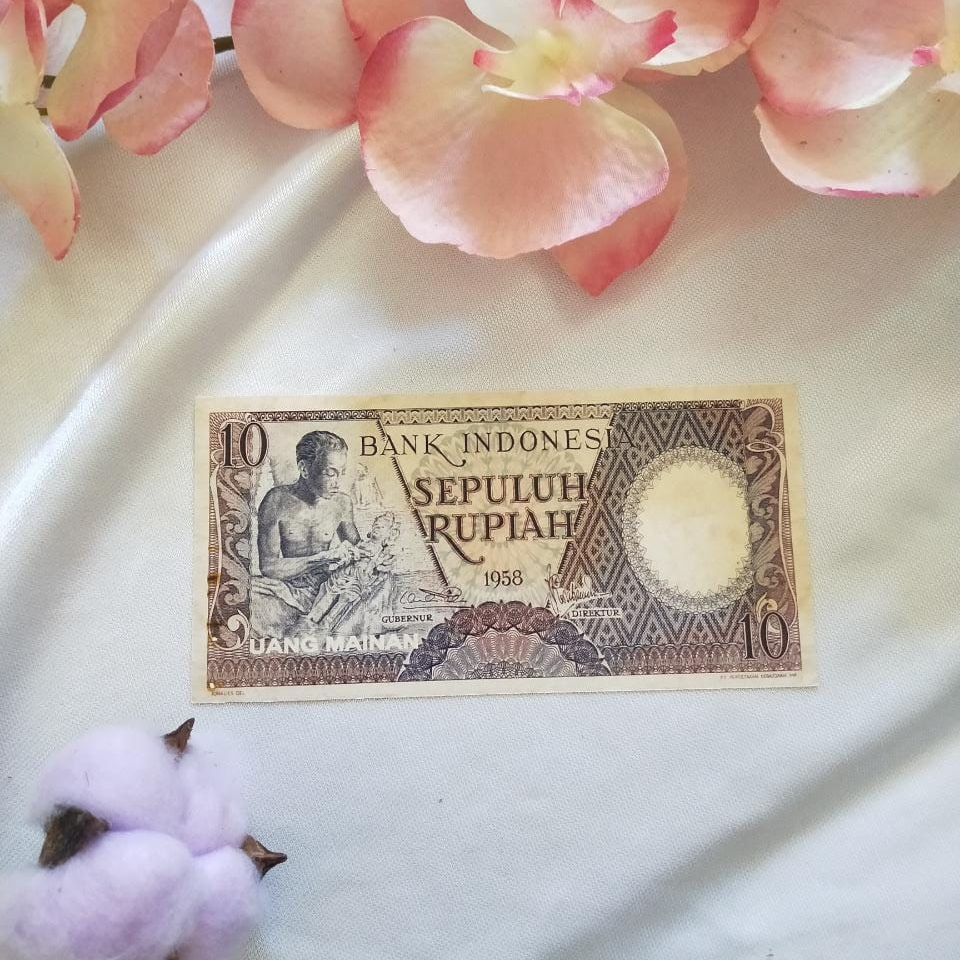 10
BANK INDONESIA
SEPULUH
RUPIAH
1958
GUBERNUR
DIREKTUR
UANG MAINAN
10